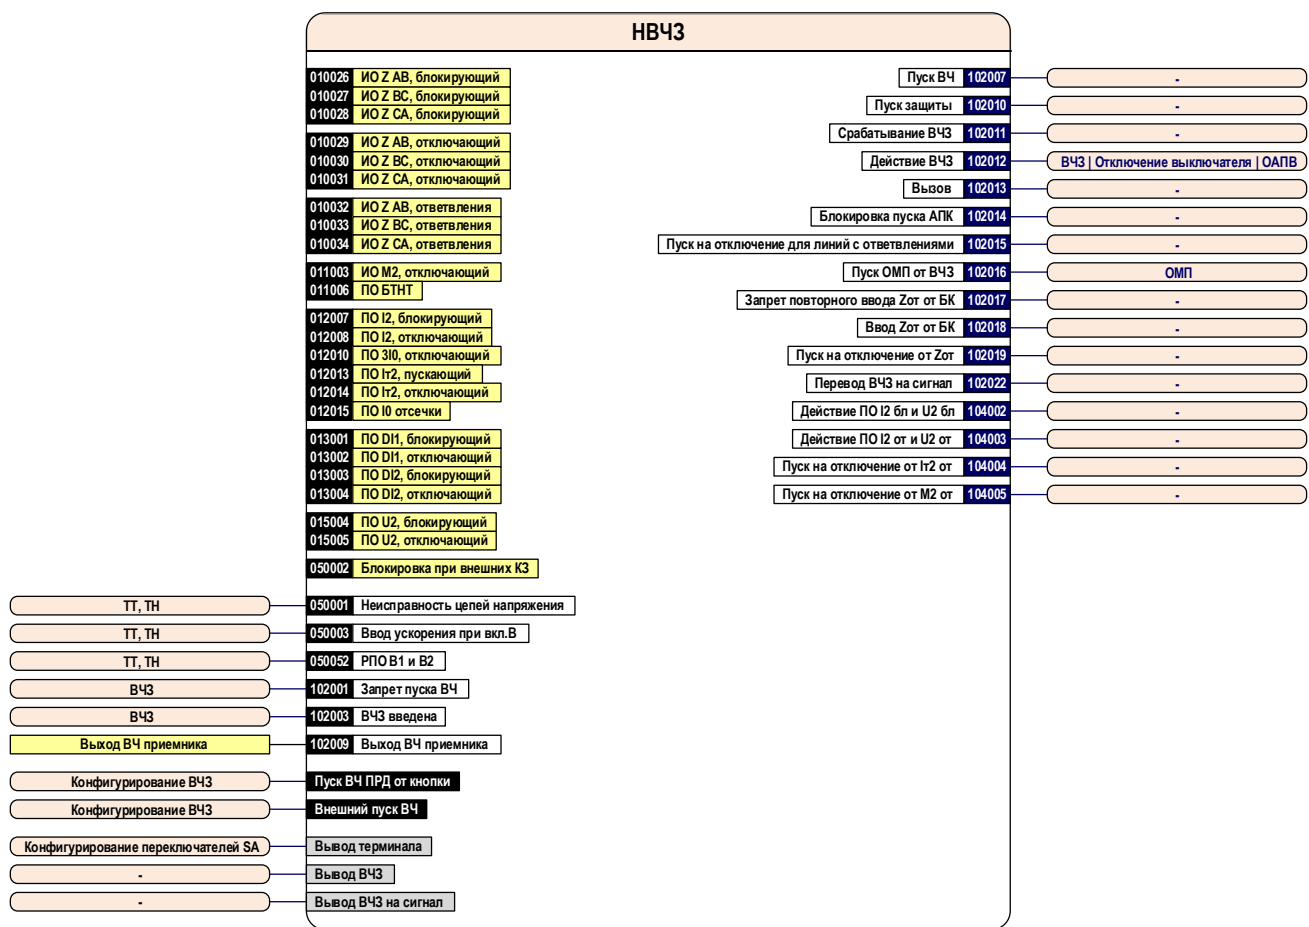 НВЧЗ
010026 ИО Z AB, блокирующий
010027 ИО Z BC, блокирующий
010028 ИО Z CA, блокирующий
010029 ИО Z AB, отключающий
010030 ИО Z BC, отключающий
010031 ИО Z CA, отключающий
010032 ИО Z AB, ответвления
010033 ИО Z BC, ответвления
010034 ИО Z CA, ответвления
011003 ИО M2, отключающий
011006 ПО БТНТ
012007 ПО I2, блокирующий
012008 ПО I2, отключающий
012010 ПО 3I0, отключающий
012013 ПО Iт2, пускающий
012014 ПО Iт2, отключающий
012015 ПО I0 отсечки
013001 ПО DI1, блокирующий
013002 ПО DI1, отключающий
013003 ПО DI2, блокирующий
013004 ПО DI2, отключающий
015004 ПО U2, блокирующий
015005 ПО U2, отключающий
050002 Блокировка при внешних КЗ
ТТ, ТН 050001 Неисправность цепей напряжения
ТТ, ТН 050003 Ввод ускорения при вкл.В
ТТ, ТН 050052 РПО В1 и В2
ВЧЗ 102001 Запрет пуска ВЧ
ВЧЗ 102003 ВЧЗ введена
Выход ВЧ приемника 102009 Выход ВЧ приемника
Конфигурирование ВЧЗ Пуск ВЧ ПРД от кнопки
Конфигурирование ВЧЗ Внешний пуск ВЧ
Конфигурирование переключателей SA Вывод терминала
- Вывод ВЧЗ
- Вывод ВЧЗ на сигнал
Пуск ВЧ 102007 -
Пуск защиты 102010 -
Срабатывание ВЧЗ 102011 -
Действие ВЧЗ 102012 ВЧЗ | Отключение выключателя | ОАПВ
Вызов 102013 -
Блокировка пуска АПК 102014 -
Пуск на отключение для линий с ответвлениями 102015 -
Пуск ОМП от ВЧЗ 102016 ОМП
Запрет повторного ввода Zот от БК 102017 -
Ввод Zот от БК 102018 -
Пуск на отключение от Zот 102019 -
Перевод ВЧЗ на сигнал 102022 -
Действие ПО I2 бл и U2 бл 104002 -
Действие ПО I2 от и U2 от 104003 -
Пуск на отключение от Iт2 от 104004 -
Пуск на отключение от М2 от 104005 -